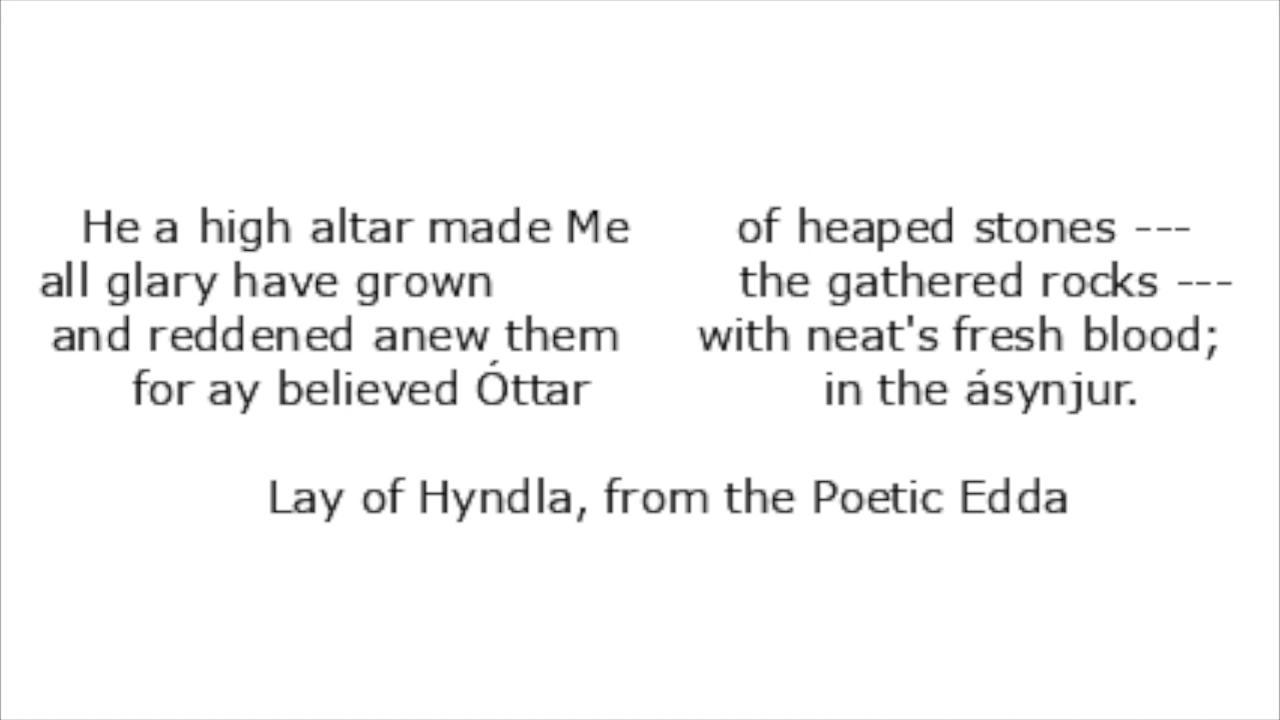 He a high altar made Me of heaped stones ---
all glary have grown the gathered rocks ---
and reddened anew them with neat's fresh blood;
for ay believed Óttar in the ásynjur.
Lay of Hyndla, from the Poetic Edda